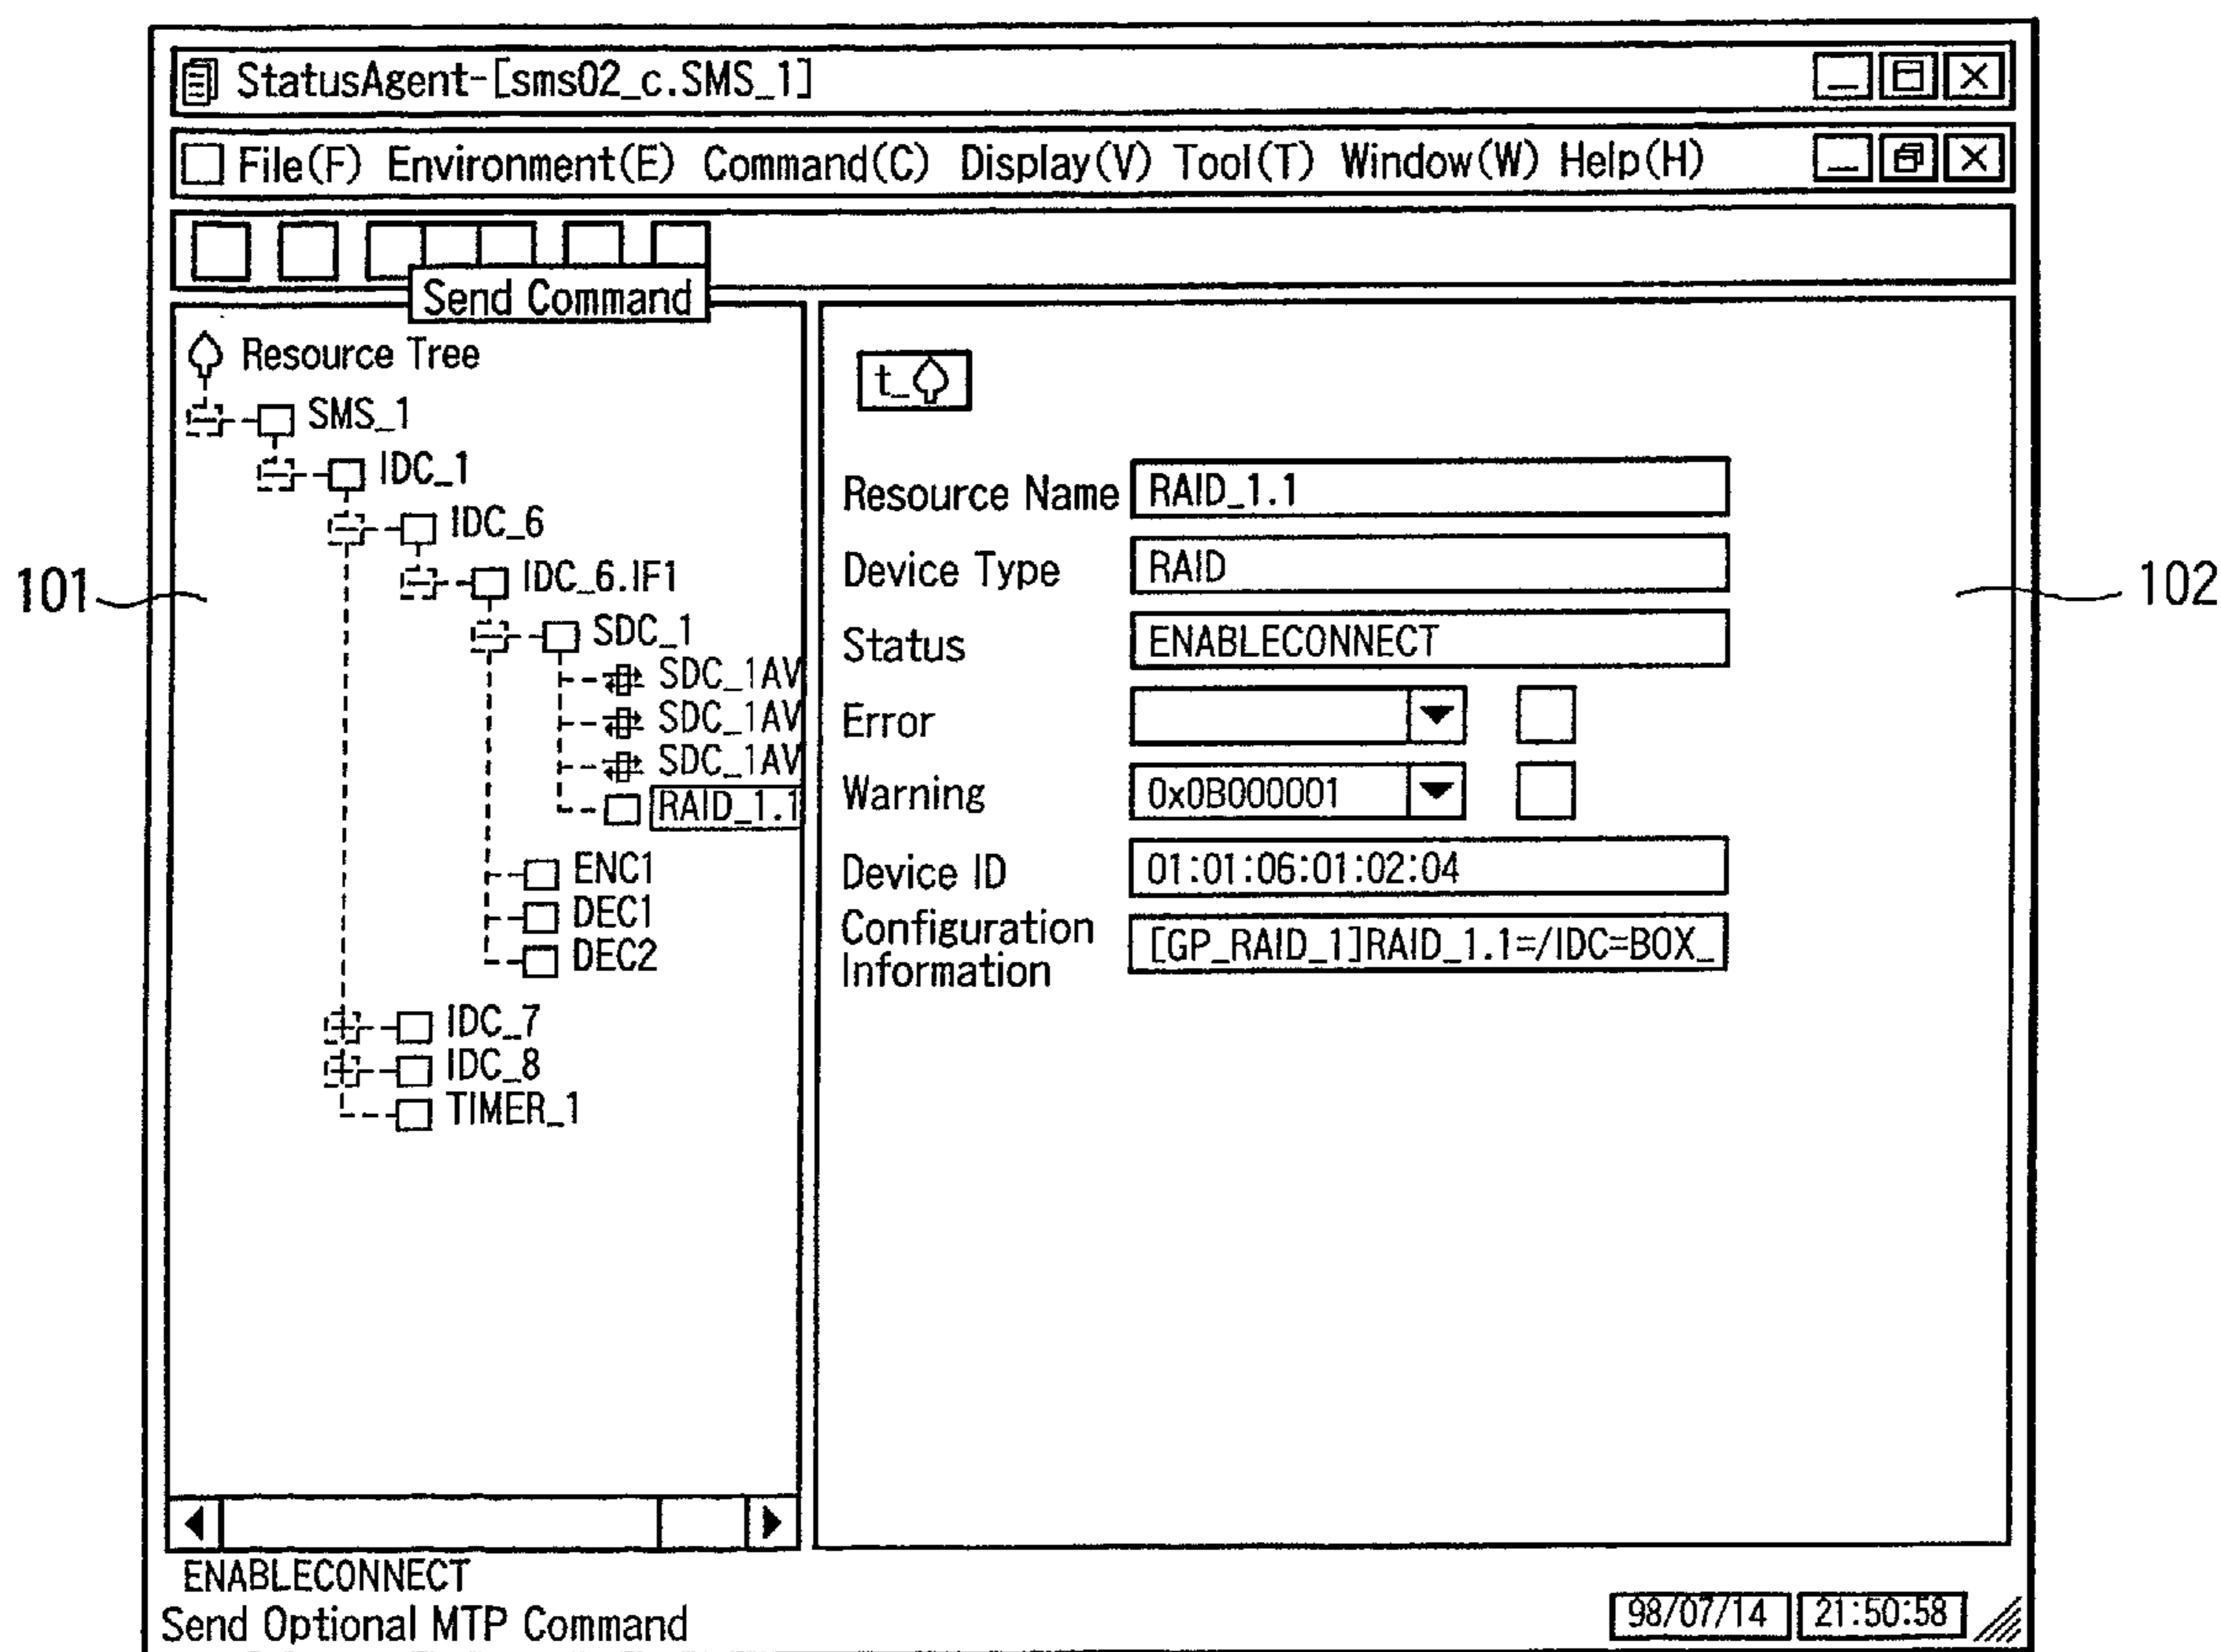 StatusAgent-[sms02_c.SMS_1]
File(F) Environment(E) Command(C) Display(V) Tool(T) Window(W) Help(H)
Send Command
Resource Tree
SMS_1
IDC_1
IDC_6
IDC_6.IF1
SDC_1
SDC_1AV
SDC_1AV
SDC_1AV
RAID_1.1
ENC1
DEC1
DEC2
IDC_7
IDC_8
TIMER_1
101
t_
Resource Name RAID_1.1
Device Type RAID
Status ENABLECONNECT
Error
Warning 0x0B000001
Device ID 01:01:06:01:02:04
Configuration
Information [GP_RAID_1]RAID_1.1=/IDC=BOX_
102
ENABLECONNECT
Send Optional MTP Command
98/07/14 21:50:58